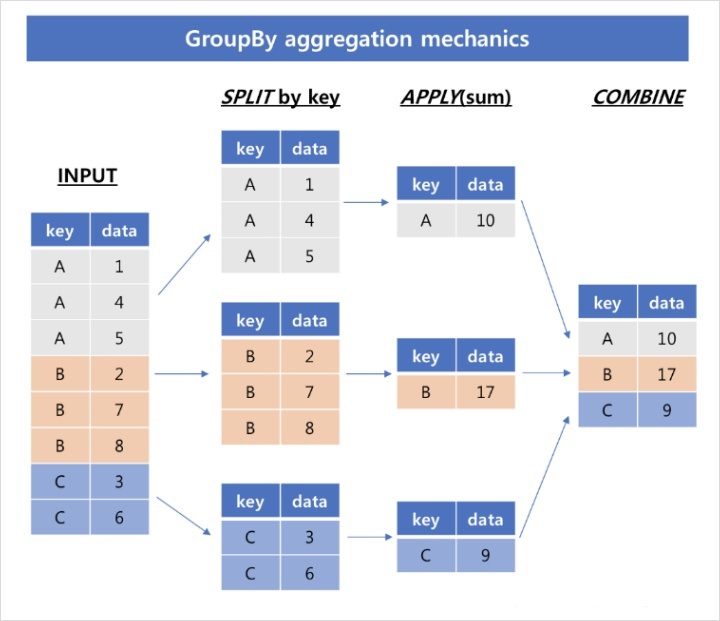 GroupBy aggregation mechanics
SPLIT by key
APPLY(sum)
COMBINE
INPUT
key data
A 1
A 4
A 5
B 2
B 7
B 8
C 3
C 6
key data
A 1
A 4
A 5
key data
B 2
B 7
B 8
key data
C 3
C 6
key data
A 10
key data
B 17
key data
C 9
key data
A 10
B 17
C 9